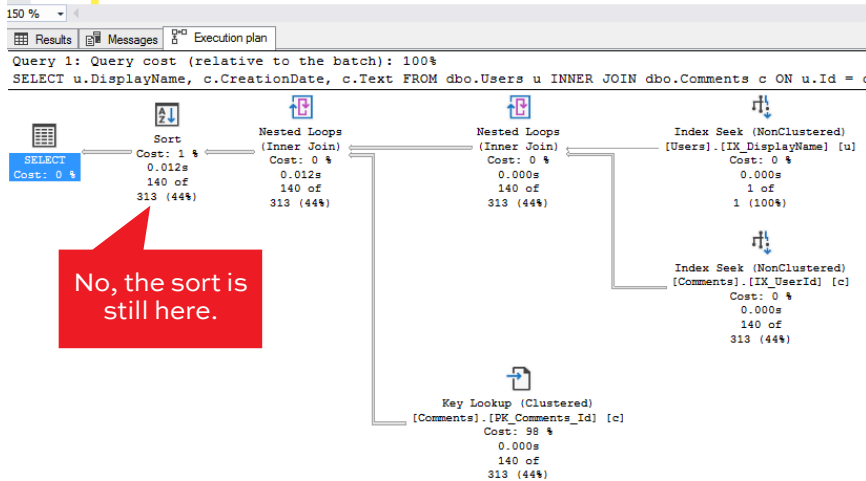 150 %
Results Messages Execution plan
Query 1: Query cost (relative to the batch): 100%
SELECT u.DisplayName, c.CreationDate, c.Text FROM dbo.Users u INNER JOIN dbo.Comments c ON u.Id =
SELECT
Cost: 0 %
Sort
Cost: 1 %
0.012s
140 of
313 (44%)
Nested Loops
(Inner Join)
Cost: 0 %
0.012s
140 of
313 (44%)
Nested Loops
(Inner Join)
Cost: 0 %
0.000s
140 of
313 (44%)
Index Seek (NonClustered)
[Users].[IX_DisplayName] [u]
Cost: 0 %
0.000s
1 of
1 (100%)
No, the sort is
still here.
Index Seek (NonClustered)
[Comments].[IX_UserId] [c]
Cost: 0 %
0.000s
140 of
313 (44%)
Key Lookup (Clustered)
[Comments].[PK_Comments_Id] [c]
Cost: 98 %
0.000s
140 of
313 (44%)